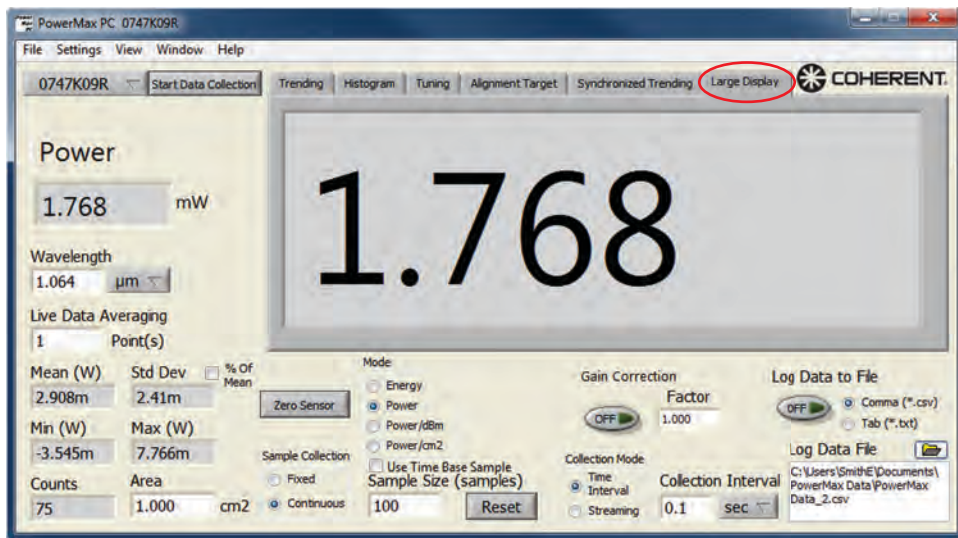 PowerMax PC 0747K09R
File Settings View Window Help
0747K09R Start Data Collection Trending Histogram Tuning Alignment Target Synchronized Trending Large Display COHERENT.
Power
1.768 mW
1.768
Wavelength
1.064 µm
Live Data Averaging
1 Point(s)
Mean (W) Std Dev % Of Mean
2.908m 2.41m
Min (W) Max (W)
-3.545m 7.766m
Counts Area
75 1.000 cm2
Zero Sensor
Sample Collection
Fixed
Continuous
Mode
Energy
Power
Power/dBm
Power/cm2
Use Time Base Sample
Sample Size (samples)
100 Reset
Gain Correction
Factor
OFF 1.000
Collection Mode
Time Interval
Streaming
Collection Interval
0.1 sec
Log Data to File
OFF Comma (*.csv)
Tab (*.txt)
Log Data File
C:\Users\SmithE\Documents\
PowerMax Data\PowerMax
Data_2.csv